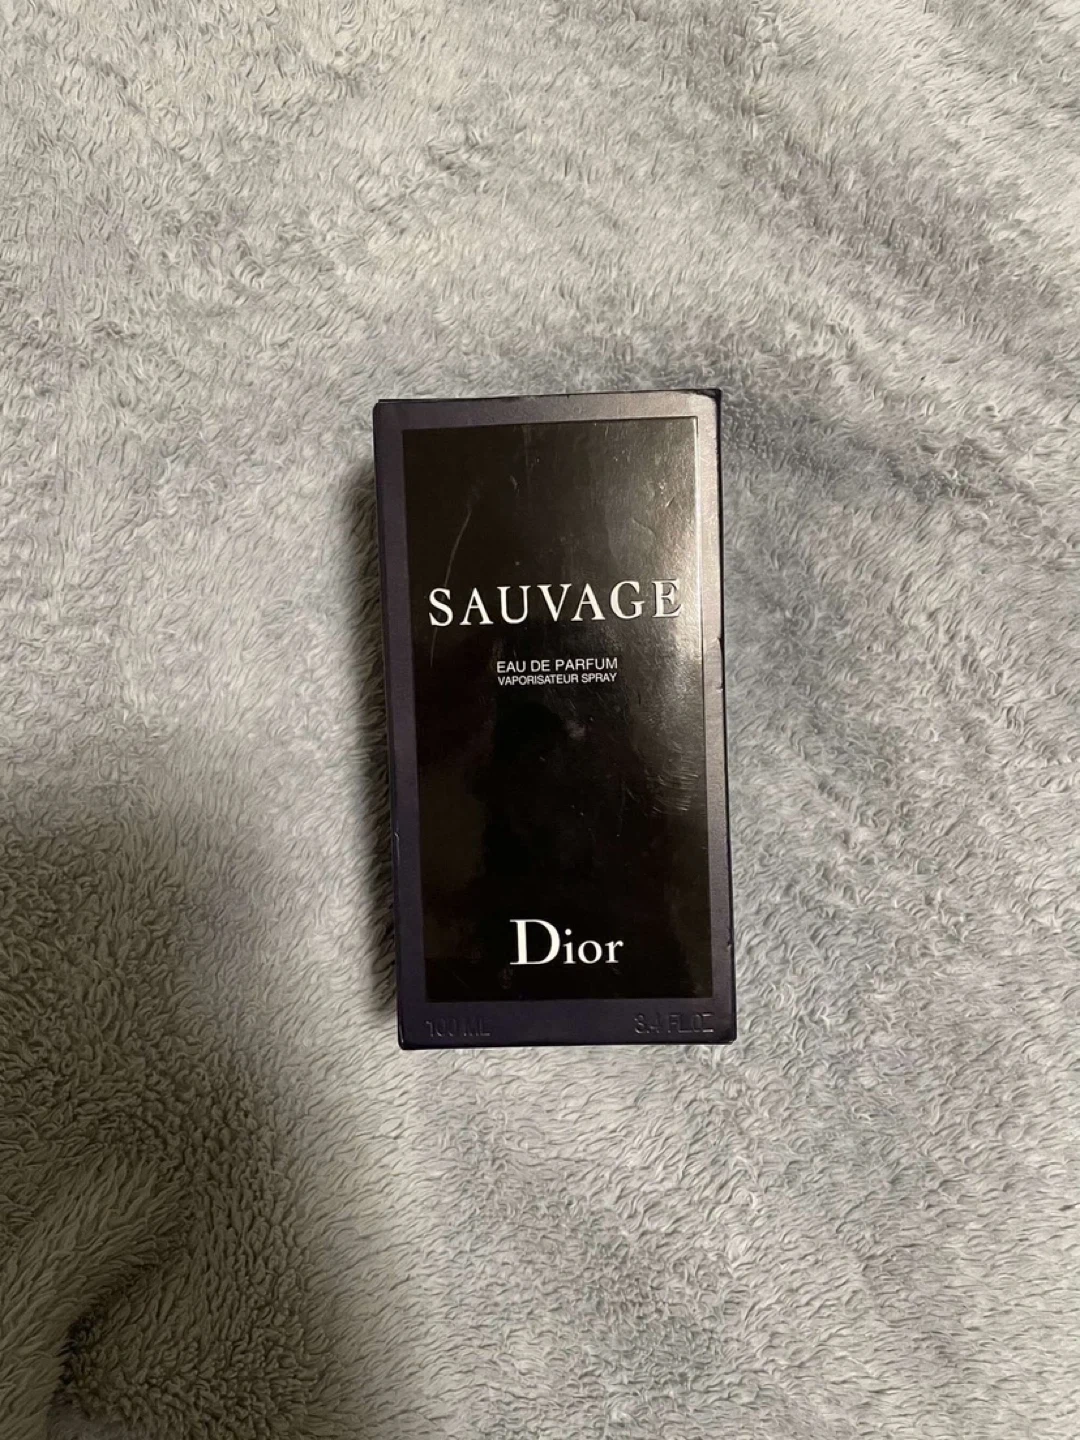 SAUVAGE
EAU DE PARFUM
VAPORISATEUR SPRAY
Dior
100 ML 3.4 FL.OZ